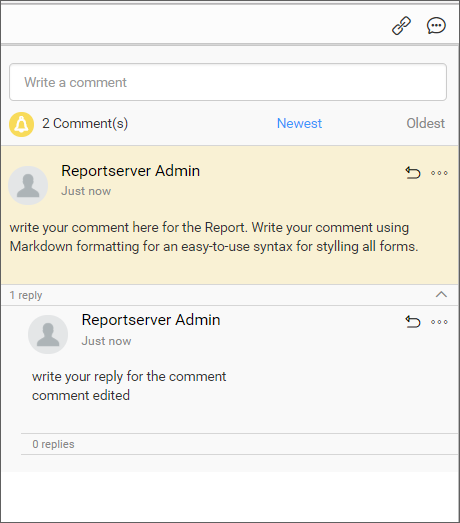 Write a comment
2 Comment(s)
Newest
Oldest
Reportserver Admin
Just now
write your comment here for the Report. Write your comment using
Markdown formatting for an easy-to-use syntax for stylling all forms.
1 reply
Reportserver Admin
Just now
write your reply for the comment
comment edited
0 replies